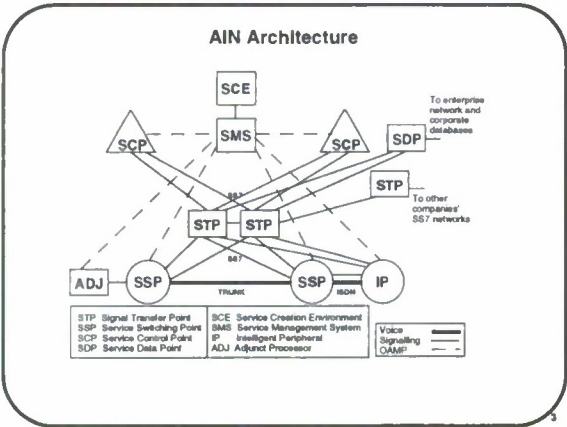 AIN Architecture
SCE
SCP
SMS
SCP
SDP
To enterprise
network and
corporate
databases
STP
To other
companies'
SS7 networks
SS7
STP
STP
SS7
ADJ
SSP
TRUNK
SSP
ISDN
IP
STP Signal Transfer Point
SSP Service Switching Point
SCP Service Control Point
SDP Service Data Point
SCE Service Creation Environment
SMS Service Management System
IP Intelligent Peripheral
ADJ Adjunct Processor
Voice
Signalling
OAMP
3